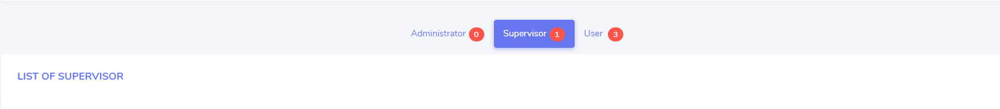 Administrator 0 Supervisor 1 User 3
LIST OF SUPERVISOR